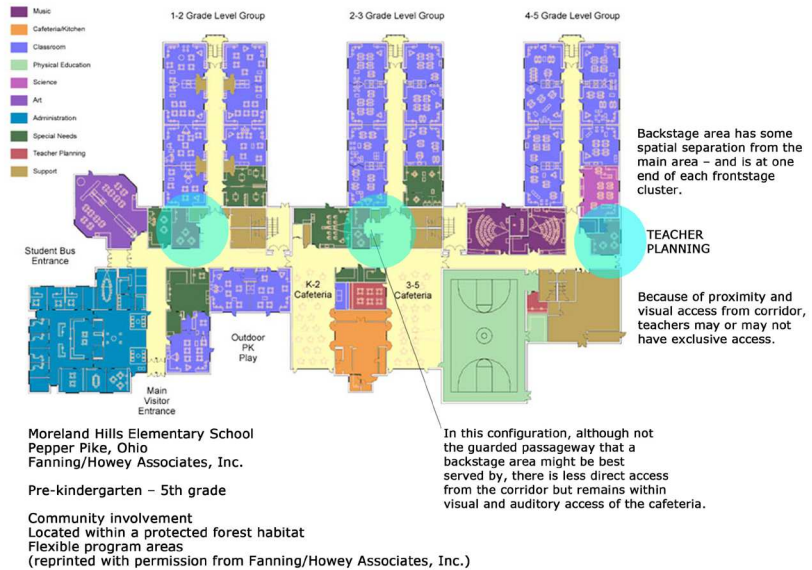 1-2 Grade Level Group
2-3 Grade Level Group
4-5 Grade Level Group
Music
Cafeteria/Kitchen
Classroom
Physical Education
Science
Art
Administration
Special Needs
Teacher Planning
Support
Backstage area has some
spatial separation from the
main area – and is at one
end of each frontstage
cluster.
TEACHER
PLANNING
Student Bus
Entrance
K-2
Cafeteria
3-5
Cafeteria
Because of proximity and
visual access from corridor,
teachers may or may not
have exclusive access.
Outdoor
PK
Play
Main
Visitor
Entrance
Moreland Hills Elementary School
Pepper Pike, Ohio
Fanning/Howey Associates, Inc.
Pre-kindergarten – 5th grade
Community involvement
Located within a protected forest habitat
Flexible program areas
(reprinted with permission from Fanning/Howey Associates, Inc.)
In this configuration, although not
the guarded passageway that a
backstage area might be best
served by, there is less direct access
from the corridor but remains within
visual and auditory access of the cafeteria.